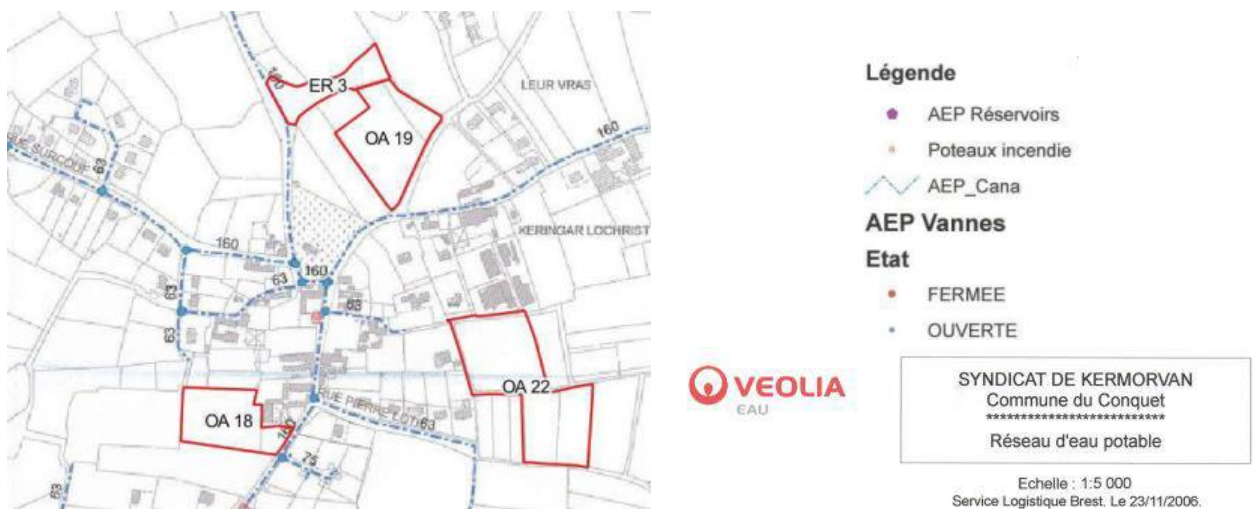 160
ER 3
LEUR VRAS
OA 19
160
RUE SURCOUF
63
KERINGAR LOCHRIST
160
63
160
63
63
63
OA 22
RUE PIERRE LOTI
63
OA 18
160
75
63
Légende
AEP Réservoirs
Poteaux incendie
AEP_Cana
AEP Vannes
Etat
FERMEE
OUVERTE
VEOLIA
EAU
SYNDICAT DE KERMORVAN
Commune du Conquet
**************************
Réseau d'eau potable
Echelle : 1:5 000
Service Logistique Brest. Le 23/11/2006.